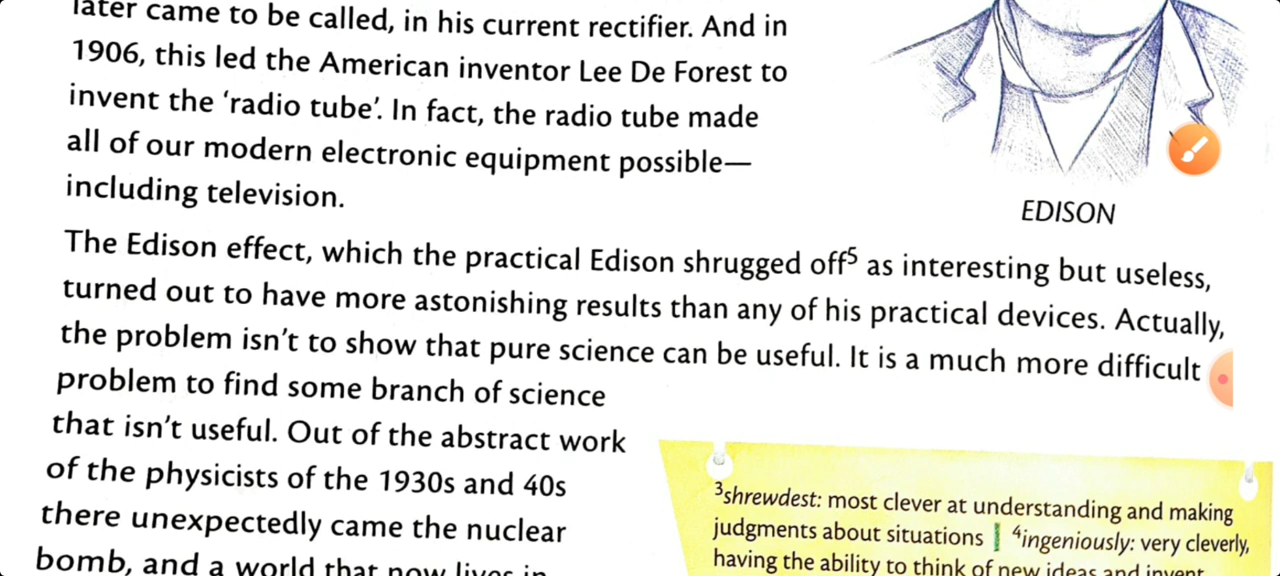 later came to be called, in his current rectifier. And in
1906, this led the American inventor Lee De Forest to
invent the ‘radio tube’. In fact, the radio tube made
all of our modern electronic equipment possible—
including television.
EDISON
The Edison effect, which the practical Edison shrugged off⁵ as interesting but useless,
turned out to have more astonishing results than any of his practical devices. Actually,
the problem isn’t to show that pure science can be useful. It is a much more difficult
problem to find some branch of science
that isn’t useful. Out of the abstract work
of the physicists of the 1930s and 40s
there unexpectedly came the nuclear
bomb, and a world that now lives in
³shrewdest: most clever at understanding and making
judgments about situations | ⁴ingeniously: very cleverly,
having the ability to think of new ideas and invent